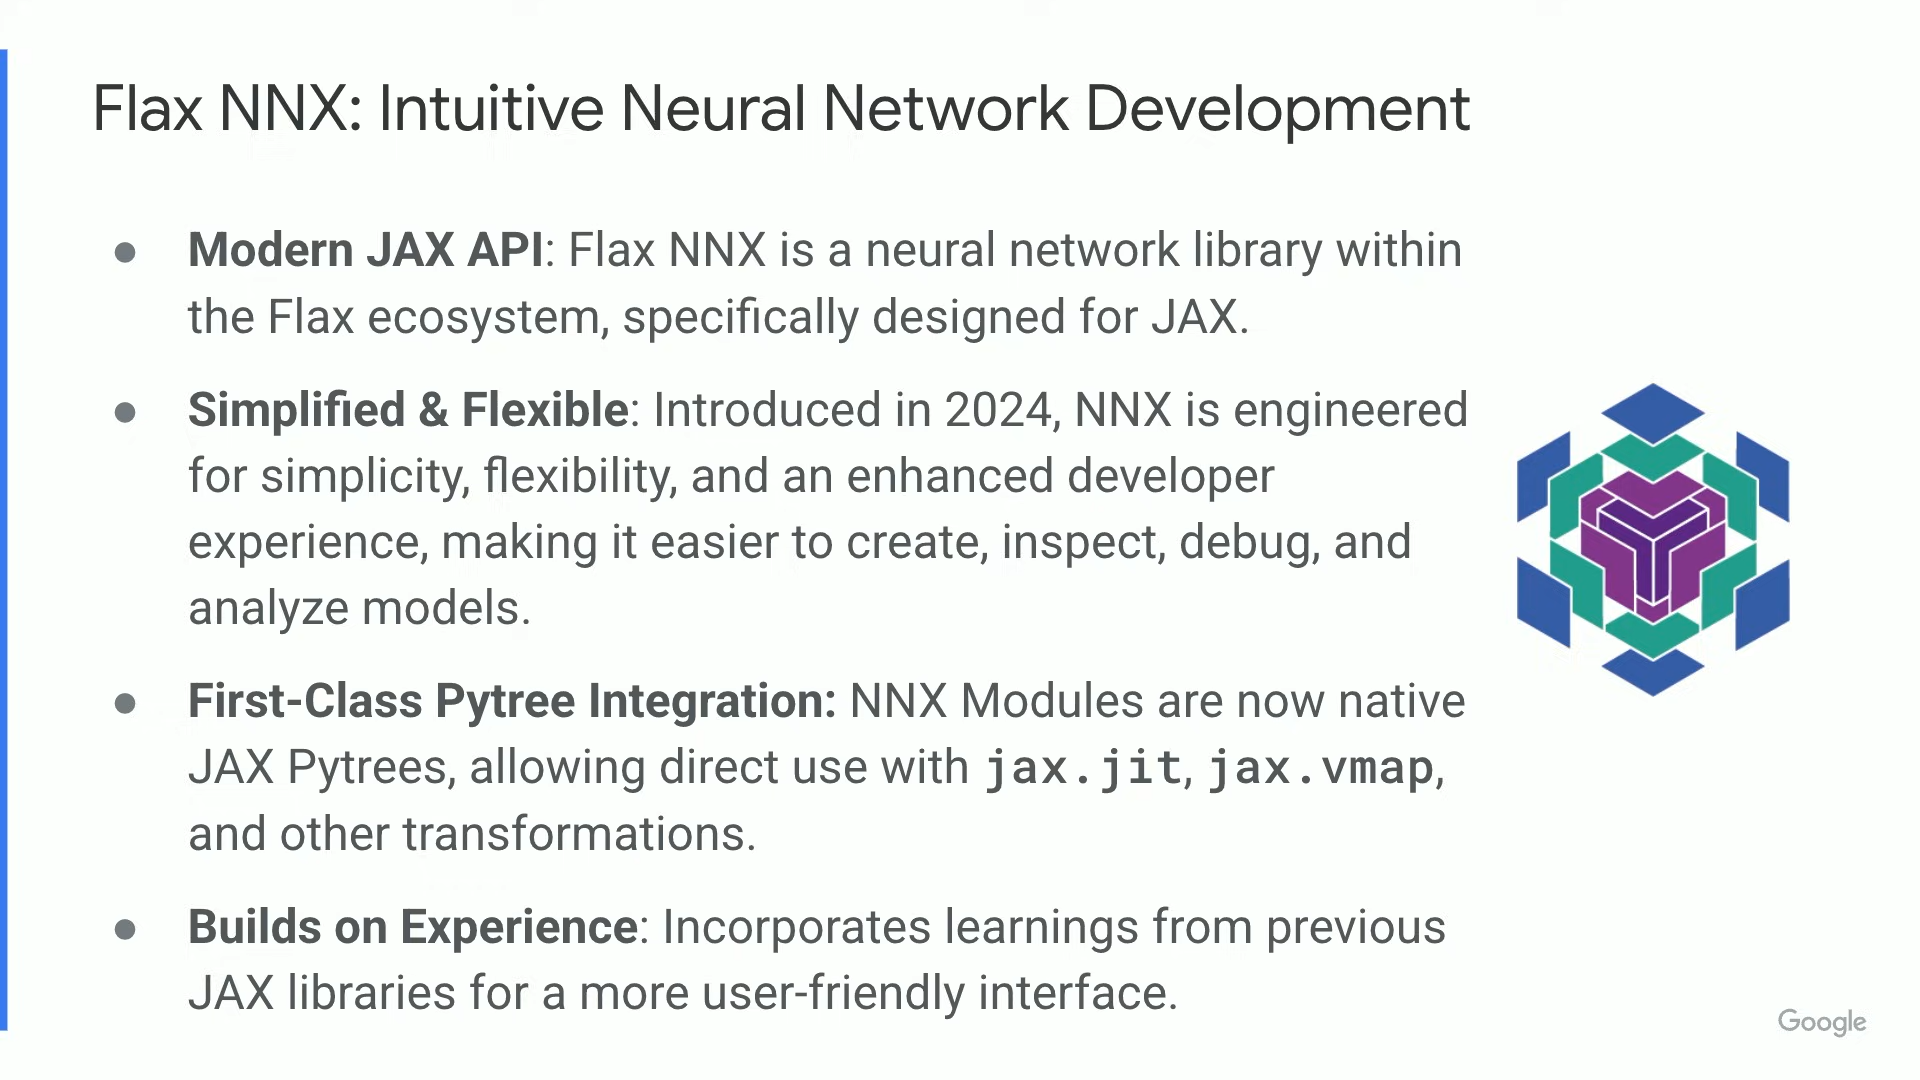 Flax NNX: Intuitive Neural Network Development
● Modern JAX API: Flax NNX is a neural network library within
the Flax ecosystem, specifically designed for JAX.
● Simplified & Flexible: Introduced in 2024, NNX is engineered
for simplicity, flexibility, and an enhanced developer
experience, making it easier to create, inspect, debug, and
analyze models.
● First-Class Pytree Integration: NNX Modules are now native
JAX Pytrees, allowing direct use with jax.jit, jax.vmap,
and other transformations.
● Builds on Experience: Incorporates learnings from previous
JAX libraries for a more user-friendly interface.
Google